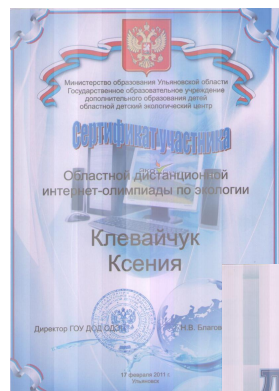 Министерство образования Ульяновской области
Государственное образовательное учреждение
дополнительного образования детей
областной детский экологический центр
Сертификат участника
Областной дистанционной
интернет-олимпиады по экологии
Клевайчук
Ксения
Директор ГОУ ДОД ОДЭЦ
Н.В. Благов
17 февраля 2011 г.
Ульяновск